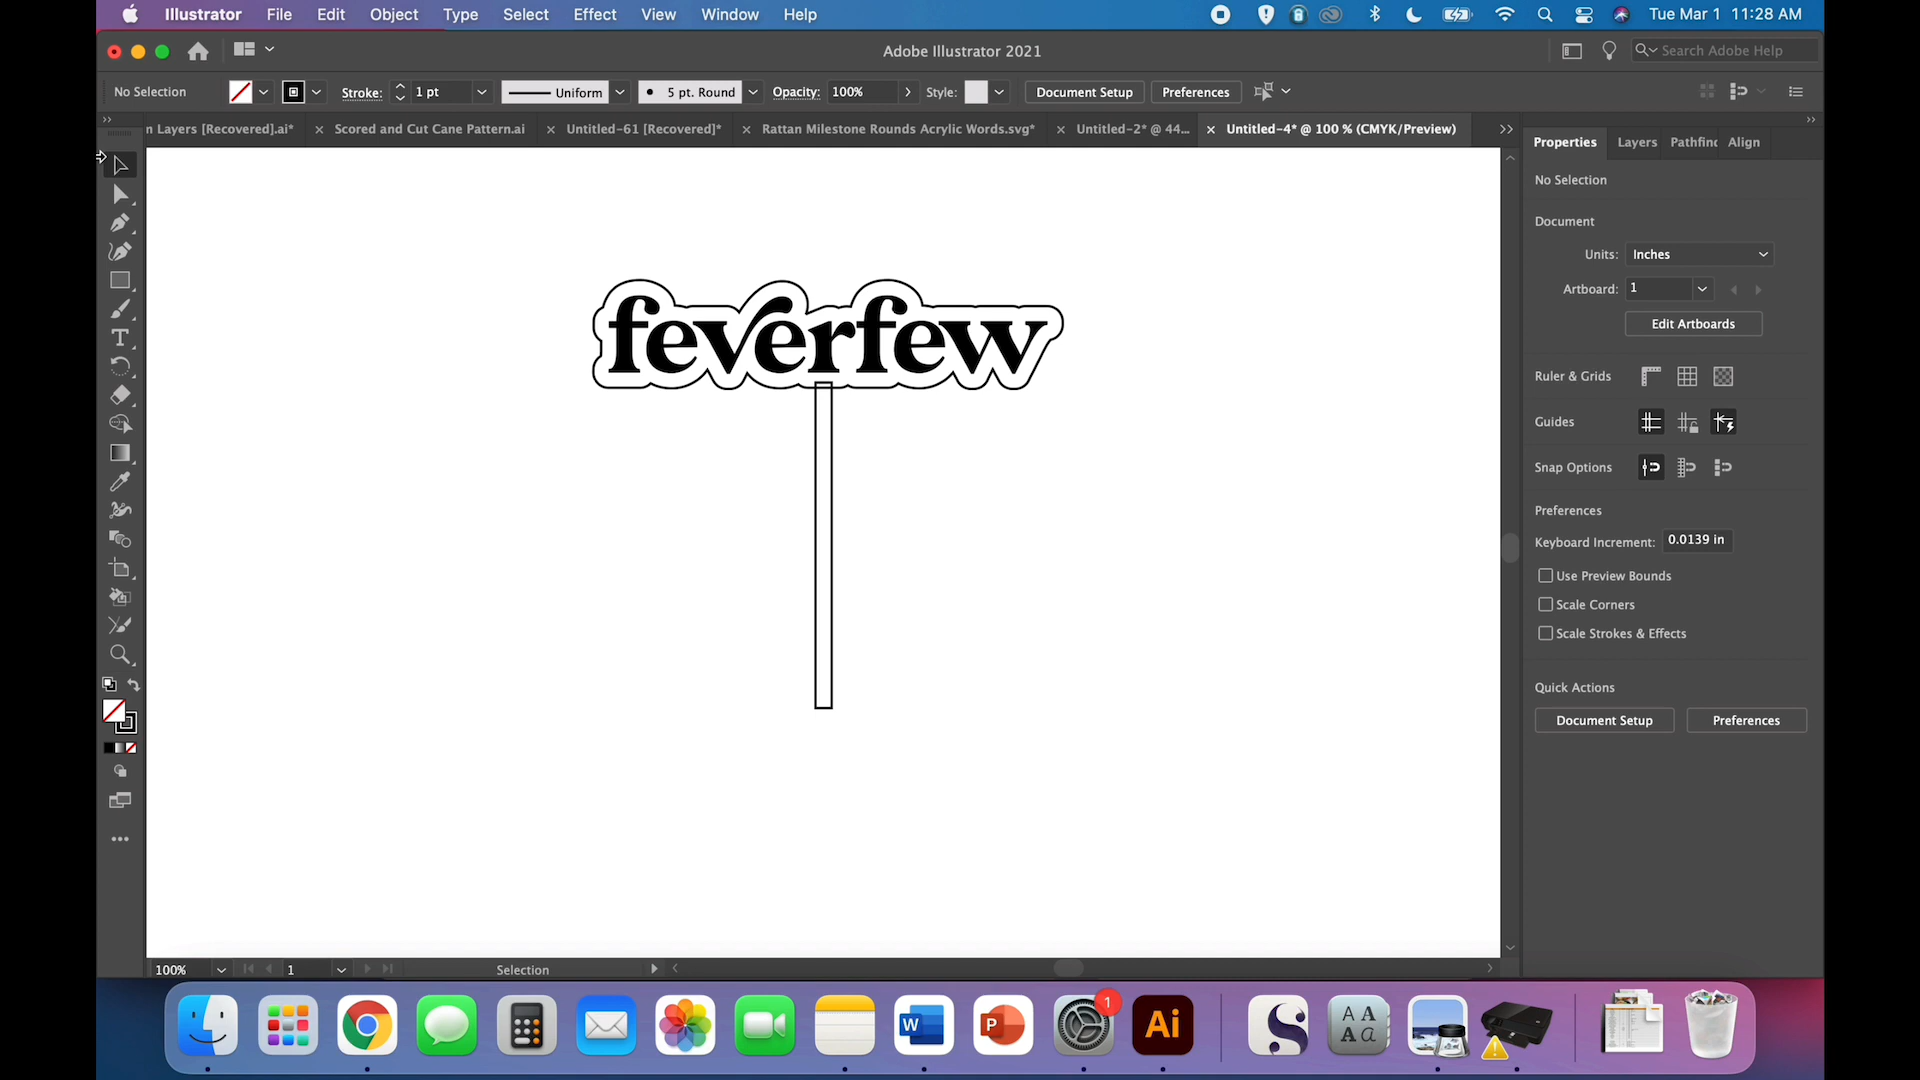 Illustrator File Edit Object Type Select Effect View Window Help Tue Mar 1 11:28 AM
Adobe Illustrator 2021 Search Adobe Help
No Selection Stroke: 1 pt Uniform 5 pt. Round Opacity: 100% Style: Document Setup Preferences
n Layers [Recovered].ai* Scored and Cut Cane Pattern.ai Untitled-61 [Recovered]* Rattan Milestone Rounds Acrylic Words.svg* Untitled-2* @ 44... Untitled-4* @ 100 % (CMYK/Preview)
Properties Layers Pathfinc Align
No Selection
Document
Units: Inches
Artboard: 1
Edit Artboards
Ruler & Grids
Guides
Snap Options
Preferences
Keyboard Increment: 0.0139 in
Use Preview Bounds
Scale Corners
Scale Strokes & Effects
Quick Actions
Document Setup Preferences
feverfew
100% 1 Selection
1
W P Ai S A A
A a